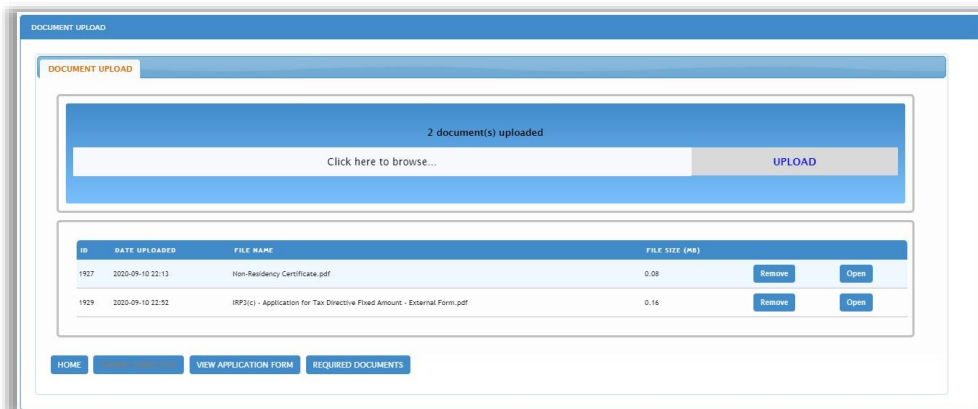 DOCUMENT UPLOAD
DOCUMENT UPLOAD
2 document(s) uploaded
Click here to browse... UPLOAD
ID DATE UPLOADED FILE NAME FILE SIZE (MB)
1927 2020-09-10 22:13 Non-Residency Certificate.pdf 0.08 Remove Open
1929 2020-09-10 22:52 IRP3(c) - Application for Tax Directive Fixed Amount - External Form.pdf 0.16 Remove Open
HOME VIEW APPLICATION FORM REQUIRED DOCUMENTS